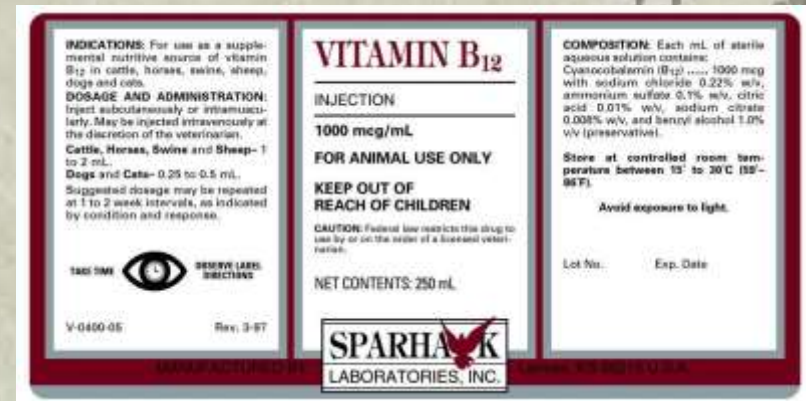 INDICATIONS: For use as a supple-
mental nutritive source of vitamin
B12 in cattle, horses, swine, sheep,
dogs and cats.
DOSAGE AND ADMINISTRATION:
Inject subcutaneously or intramuscu-
larly. May be injected intravenously at
the discretion of the veterinarian.
Cattle, Horses, Swine and Sheep– 1
to 2 mL.
Dogs and Cats– 0.25 to 0.5 mL.
Suggested dosage may be repeated
at 1 to 2 week intervals, as indicated
by condition and response.
TAKE TIME
OBSERVE LABEL
DIRECTIONS
V-0400-05 Rev. 3-97
VITAMIN B12
INJECTION
1000 mcg/mL
FOR ANIMAL USE ONLY
KEEP OUT OF
REACH OF CHILDREN
CAUTION: Federal law restricts this drug to
use by or on the order of a licensed veteri-
narian.
NET CONTENTS: 250 mL
SPARHAWK
LABORATORIES, INC.
COMPOSITION: Each mL of sterile
aqueous solution contains:
Cyanocobalamin (B12) ...... 1000 mcg
with sodium chloride 0.22% w/v,
ammonium sulfate 0.1% w/v, citric
acid 0.01% w/v, sodium citrate
0.008% w/v, and benzyl alcohol 1.0%
v/v (preservative).
Store at controlled room tem-
perature between 15° to 30°C (59°–
86°F).
Avoid exposure to light.
Lot No. Exp. Date
MANUFACTURED BY U.S.A.